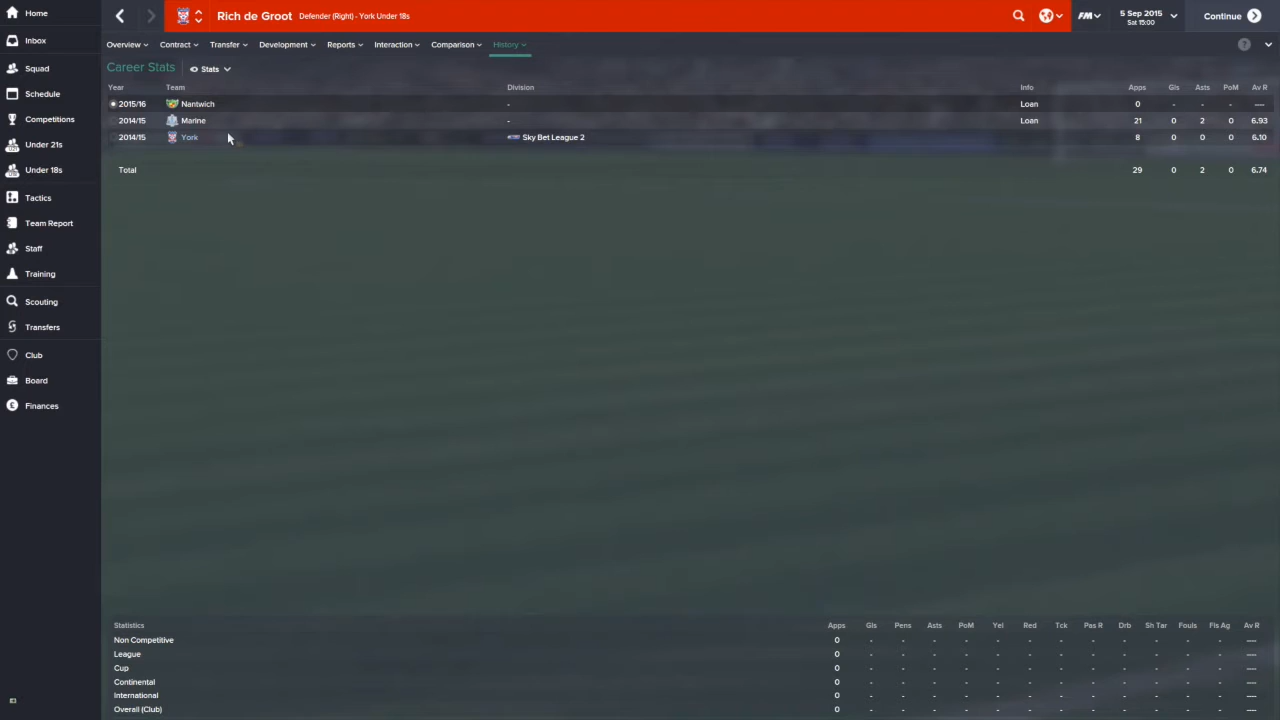 Home
Rich de Groot Defender (Right) - York Under 18s FM 5 Sep 2015 Sat 15:00 Continue
Inbox
Overview Contract Transfer Development Reports Interaction Comparison History ?
Squad
Career Stats Stats
Schedule
Year Team Division Info Apps Gls Asts PoM Av R
2015/16 Nantwich - Loan 0 - - - ---
Competitions
2014/15 Marine - Loan 21 0 2 0 6.93
2014/15 York Sky Bet League 2 8 0 0 0 6.10
Under 21s
Under 18s
Total 29 0 2 0 6.74
Tactics
Team Report
Staff
Training
Scouting
Transfers
Club
Board
Finances
Statistics Apps Gls Pens Asts PoM Yel Red Tck Pas R Drb Sh Tar Fouls Fls Ag Av R
Non Competitive 0 - - - - - - - - - - - - ---
League 0 - - - - - - - - - - - - ---
Cup 0 - - - - - - - - - - - - ---
Continental 0 - - - - - - - - - - - - ---
International 0 - - - - - - - - - - - - ---
Overall (Club) 0 - - - - - - - - - - - - ---